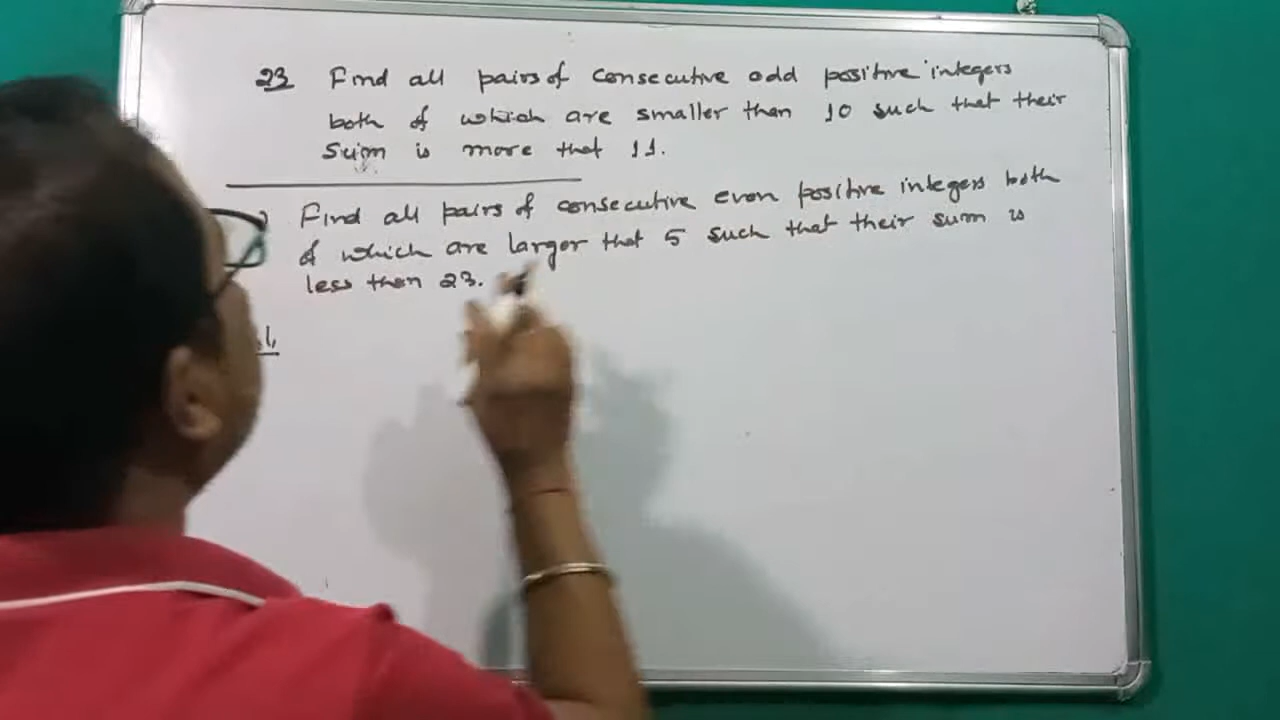 23 Find all pairs of consecutive odd positive integers
both of which are smaller than 10 such that their
Sum is more that 11.
) Find all pairs of consecutive even positive integers both
of which are larger that 5 such that their sum is
less then 23.